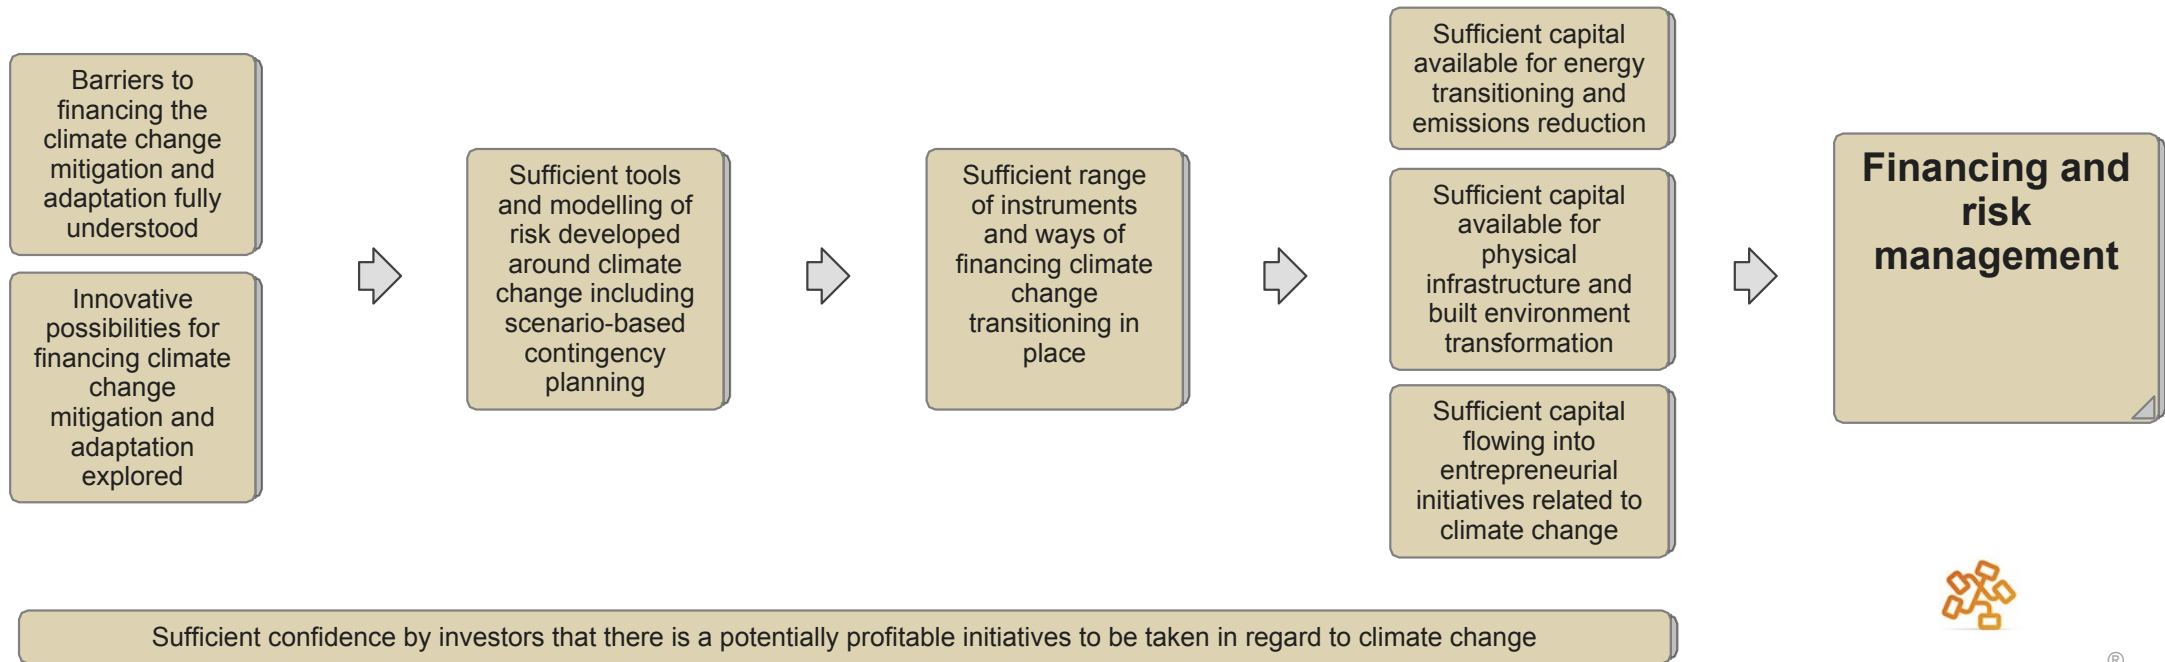 Barriers to
financing the
climate change
mitigation and
adaptation fully
understood
Innovative
possibilities for
financing climate
change
mitigation and
adaptation
explored
Sufficient tools
and modelling of
risk developed
around climate
change including
scenario-based
contingency
planning
Sufficient range
of instruments
and ways of
financing climate
change
transitioning in
place
Sufficient capital
available for energy
transitioning and
emissions reduction
Sufficient capital
available for
physical
infrastructure and
built environment
transformation
Sufficient capital
flowing into
entrepreneurial
initiatives related to
climate change
Financing and
risk
management
Sufficient confidence by investors that there is a potentially profitable initiatives to be taken in regard to climate change
®